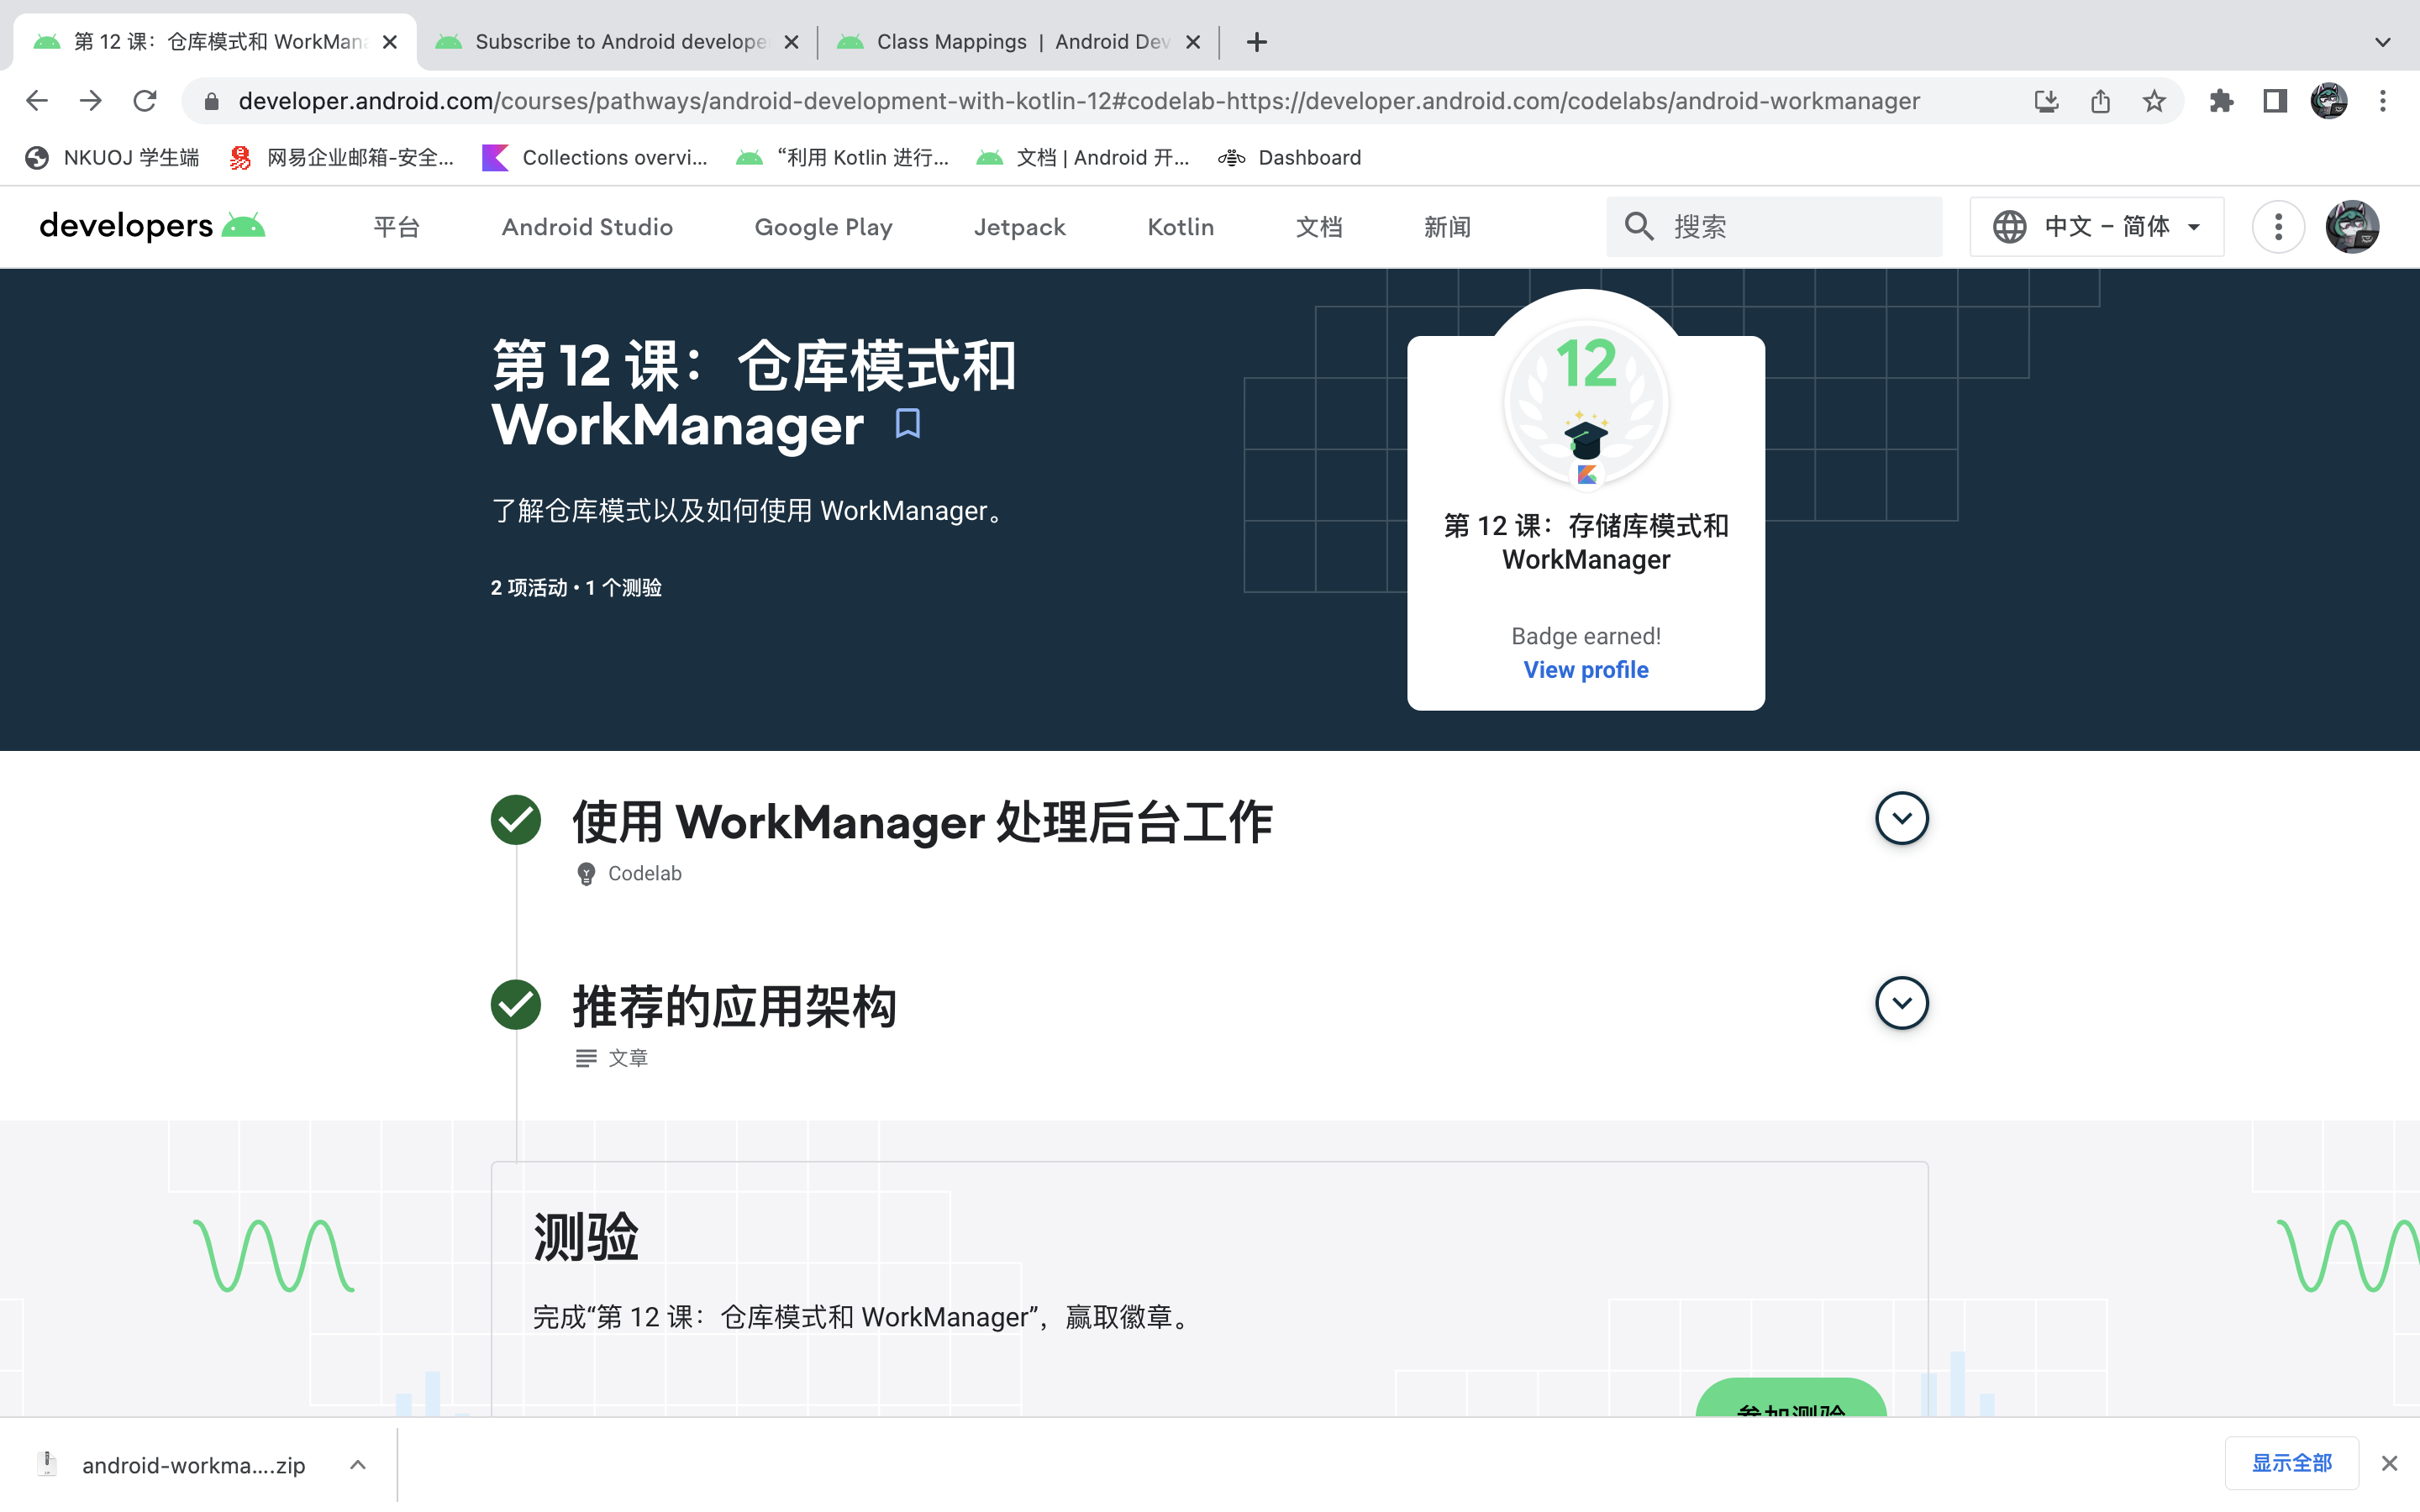 第 12 课：仓库模式和 WorkMana
Subscribe to Android develope
Class Mappings | Android Dev
developer.android.com/courses/pathways/android-development-with-kotlin-12#codelab-https://developer.android.com/codelabs/android-workmanager
NKUOJ 学生端
网易企业邮箱-安全...
Collections overvi...
“利用 Kotlin 进行...
文档 | Android 开...
Dashboard
developers
平台
Android Studio
Google Play
Jetpack
Kotlin
文档
新闻
搜索
中文 – 简体
第 12 课：仓库模式和
WorkManager
了解仓库模式以及如何使用 WorkManager。
2 项活动 • 1 个测验
12
第 12 课：存储库模式和
WorkManager
Badge earned!
View profile
使用 WorkManager 处理后台工作
Codelab
推荐的应用架构
文章
测验
完成“第 12 课：仓库模式和 WorkManager”，赢取徽章。
参加测验
android-workma....zip
显示全部